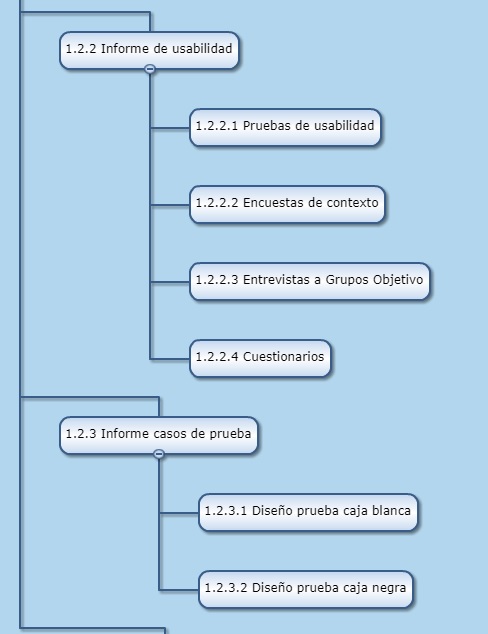 1.2.2 Informe de usabilidad
1.2.2.1 Pruebas de usabilidad
1.2.2.2 Encuestas de contexto
1.2.2.3 Entrevistas a Grupos Objetivo
1.2.2.4 Cuestionarios
1.2.3 Informe casos de prueba
1.2.3.1 Diseño prueba caja blanca
1.2.3.2 Diseño prueba caja negra